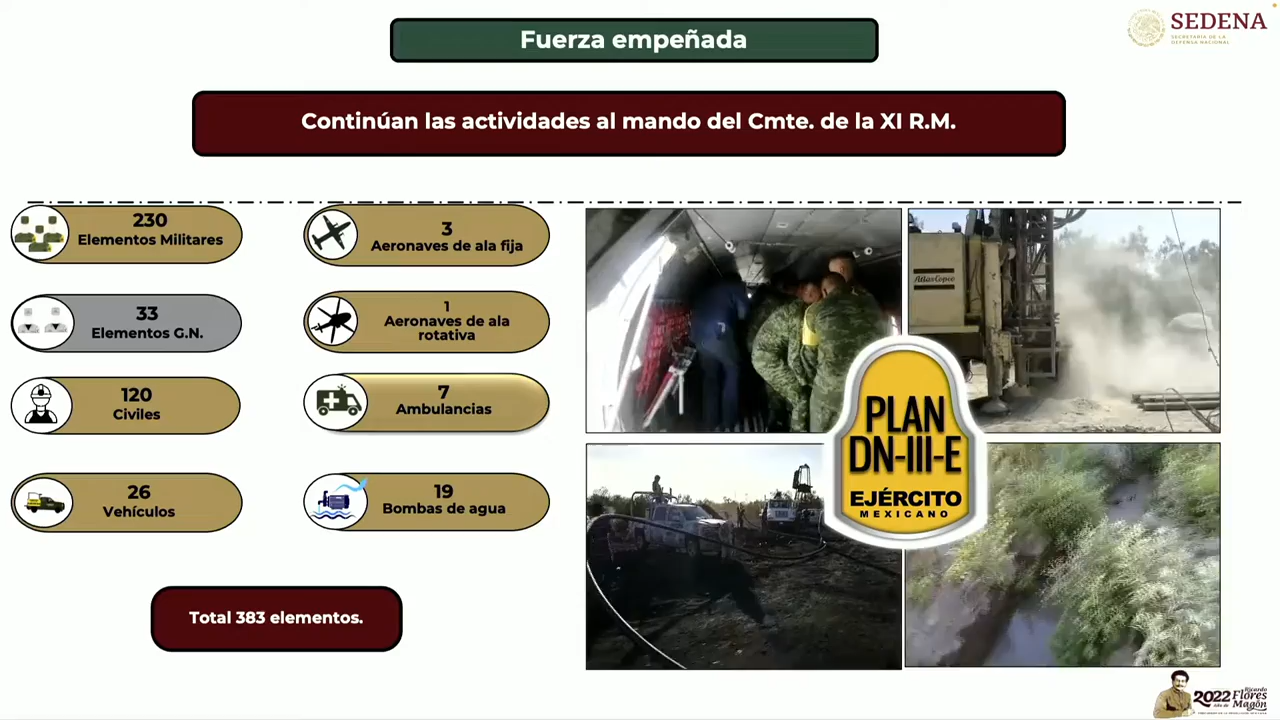 Fuerza empeñada
SEDENA
SECRETARÍA DE LA
DEFENSA NACIONAL
Continúan las actividades al mando del Cmte. de la XI R.M.
230
Elementos Militares
33
Elementos G.N.
120
Civiles
26
Vehículos
3
Aeronaves de ala fija
1
Aeronaves de ala
rotativa
7
Ambulancias
19
Bombas de agua
Total 383 elementos.
Atlas Copco
PLAN
DN-III-E
EJÉRCITO
MEXICANO
2022 Ricardo
Año de Flores
Magón